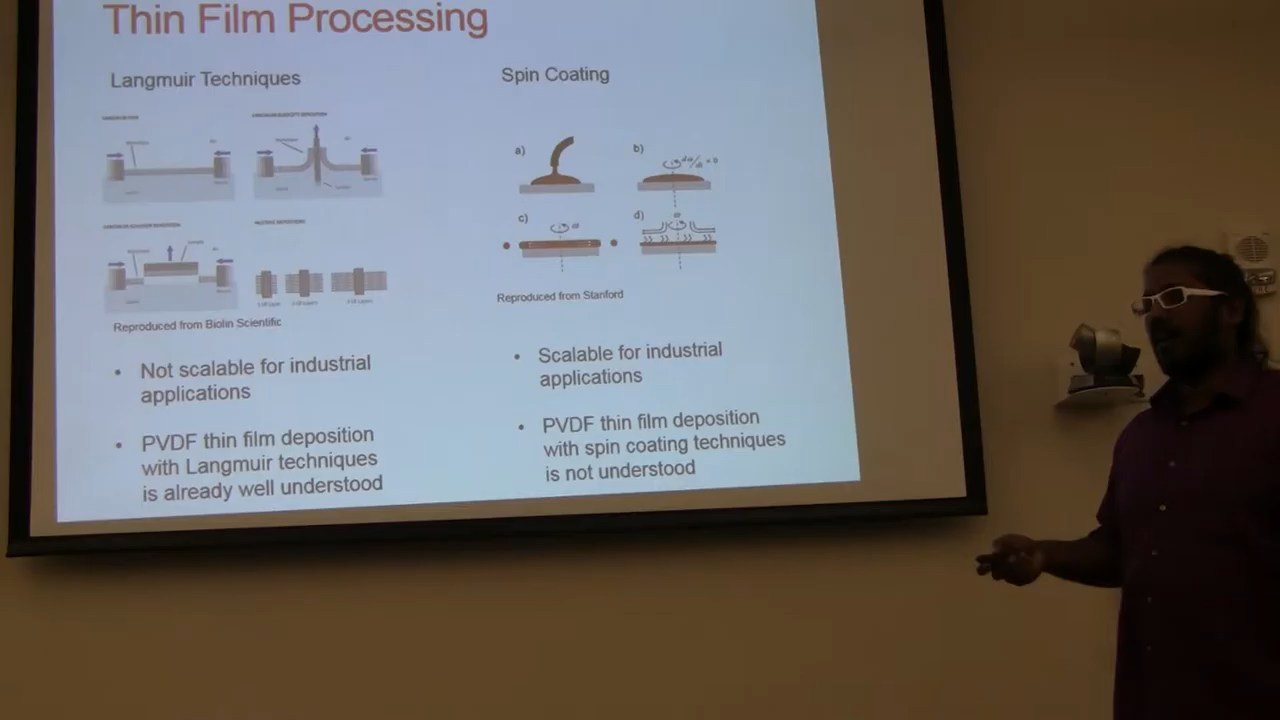 Thin Film Processing
Langmuir Techniques
Reproduced from Biolin Scientific
• Not scalable for industrial
applications
• PVDF thin film deposition
with Langmuir techniques
is already well understood
Spin Coating
a)
b)
c)
d)
Reproduced from Stanford
• Scalable for industrial
applications
• PVDF thin film deposition
with spin coating techniques
is not understood